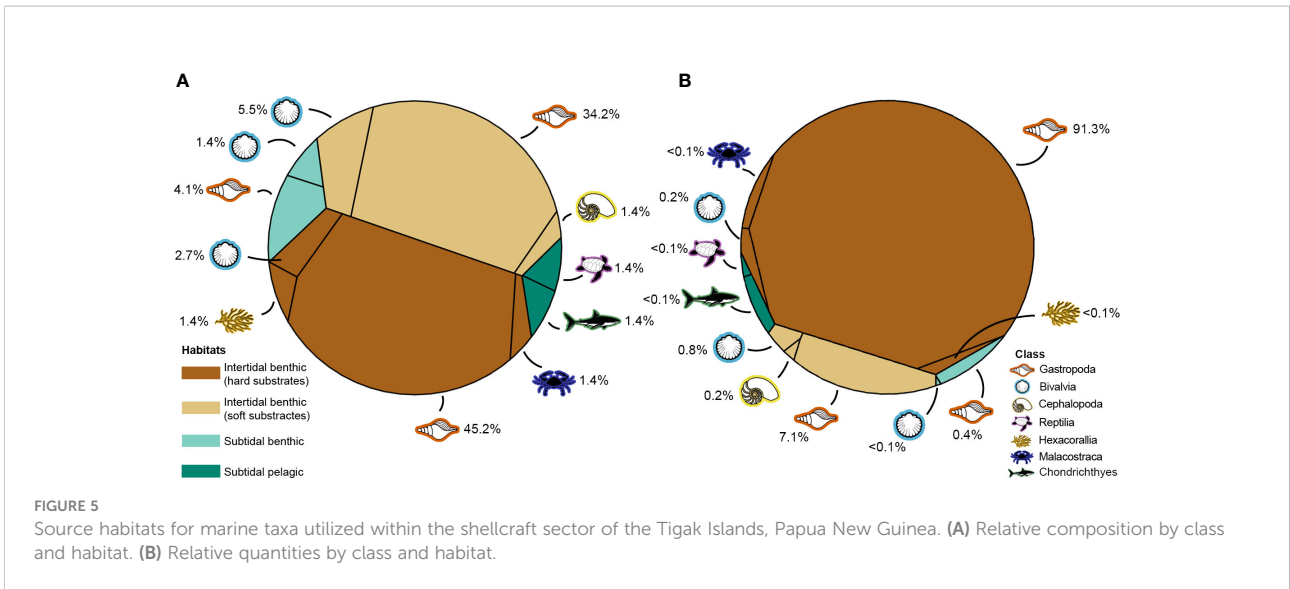 A
5.5%
34.2%
1.4%
4.1%
1.4%
2.7%
1.4%
1.4%
1.4%
1.4%
45.2%
Habitats
Intertidal benthic
(hard substrates)
Intertidal benthic
(soft substractes)
Subtidal benthic
Subtidal pelagic
B
91.3%
<0.1%
0.2%
<0.1%
<0.1%
<0.1%
0.8%
0.2%
7.1%
<0.1%
0.4%
Class
Gastropoda
Bivalvia
Cephalopoda
Reptilia
Hexacorallia
Malacostraca
Chondrichthyes
FIGURE 5
Source habitats for marine taxa utilized within the shellcraft sector of the Tigak Islands, Papua New Guinea. (A) Relative composition by class
and habitat. (B) Relative quantities by class and habitat.